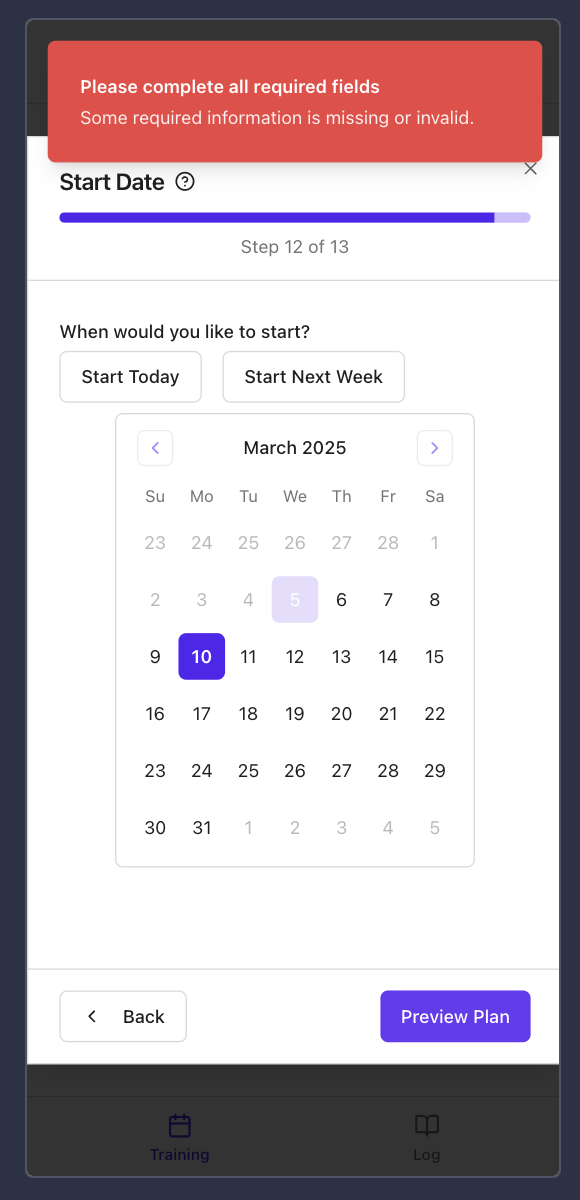 Please complete all required fields
Some required information is missing or invalid.
Start Date
Step 12 of 13
When would you like to start?
Start Today Start Next Week
March 2025
Su Mo Tu We Th Fr Sa
23 24 25 26 27 28 1
2 3 4 5 6 7 8
9 10 11 12 13 14 15
16 17 18 19 20 21 22
23 24 25 26 27 28 29
30 31 1 2 3 4 5
Back Preview Plan
Training Log